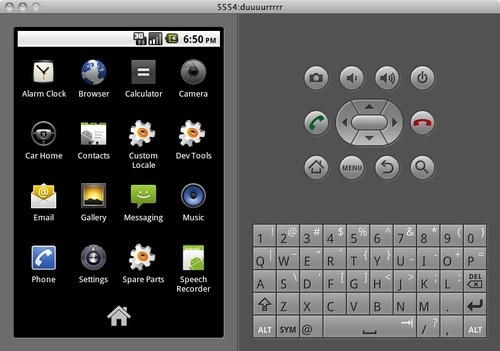 5554:duuuurrrrr
3G 6:50 PM
Alarm Clock Browser Calculator Camera
Car Home Contacts Custom Locale Dev Tools
Email Gallery Messaging Music
Phone Settings Spare Parts Speech Recorder
MENU
1 ! 2 @ 3 # 4 $ 5 % 6 ^ 7 & 8 * 9 ( 0 )
Q | W ~ E " R ` T { Y } U _ I - O + P =
A S \ D ' F [ G ] H < J > K ; L : DEL
Z X C V B N M .
ALT SYM @ / ? , ALT